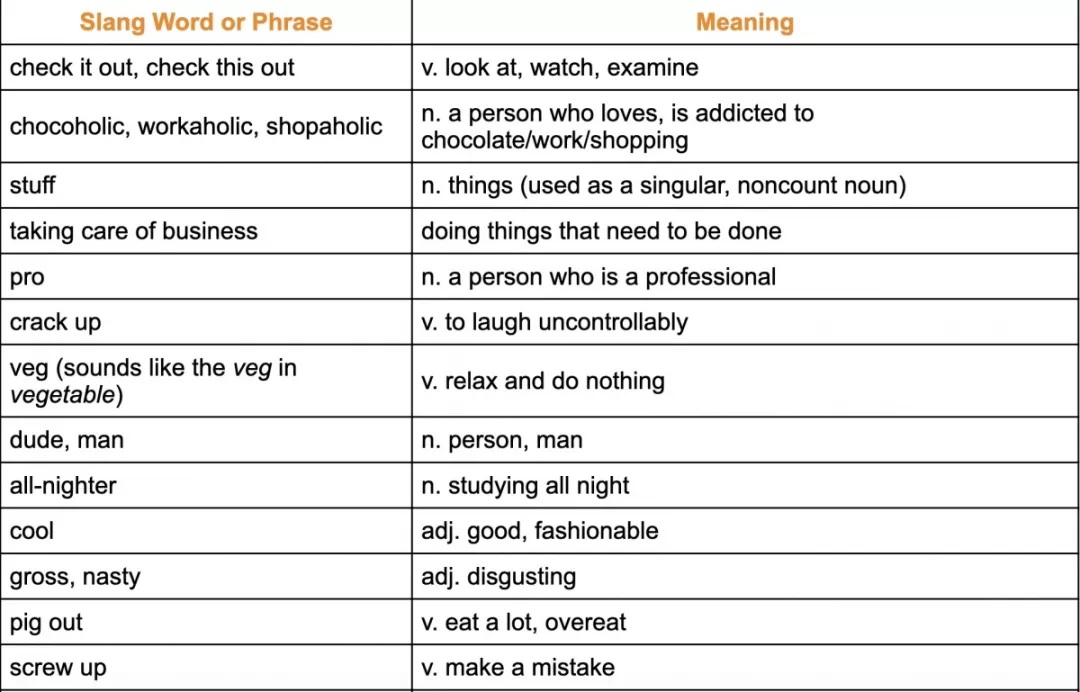 Slang Word or Phrase
Meaning
check it out, check this out
v. look at, watch, examine
chocoholic, workaholic, shopaholic
n. a person who loves, is addicted to
chocolate/work/shopping
stuff
n. things (used as a singular, noncount noun)
taking care of business
doing things that need to be done
pro
n. a person who is a professional
crack up
v. to laugh uncontrollably
veg (sounds like the veg in
vegetable)
v. relax and do nothing
dude, man
n. person, man
all-nighter
n. studying all night
cool
adj. good, fashionable
gross, nasty
adj. disgusting
pig out
v. eat a lot, overeat
screw up
v. make a mistake